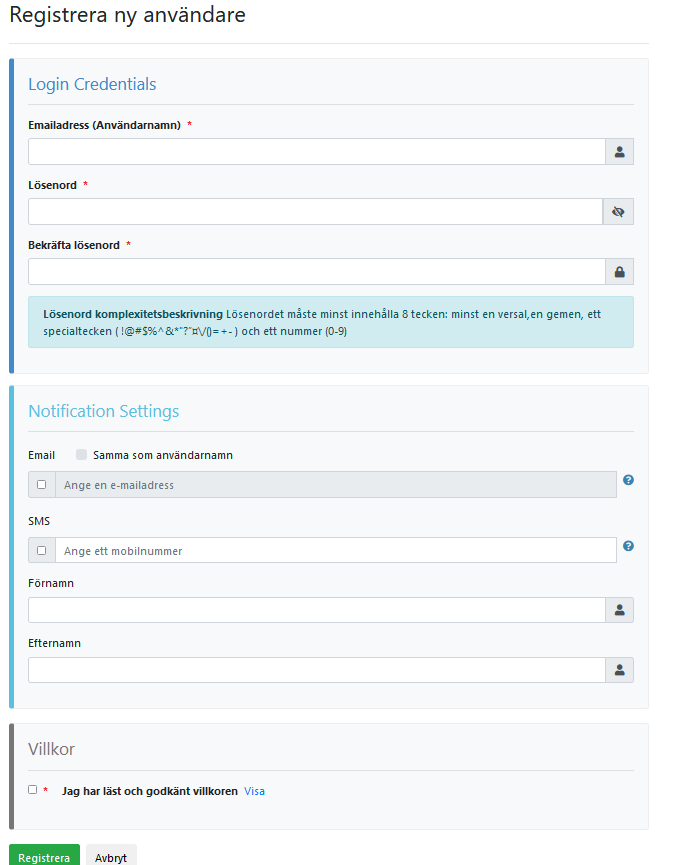 Registrera ny användare
Login Credentials
Emailadress (Användarnamn) *
Lösenord *
Bekräfta lösenord *
Lösenord komplexitetsbeskrivning Lösenordet måste minst innehålla 8 tecken: minst en versal,en gemen, ett
specialtecken ( !@#$%^&*"?"¤\/()=+- ) och ett nummer (0-9)
Notification Settings
Email Samma som användarnamn
Ange en e-mailadress
SMS
Ange ett mobilnummer
Förnamn
Efternamn
Villkor
* Jag har läst och godkänt villkoren Visa
Registrera Avbryt